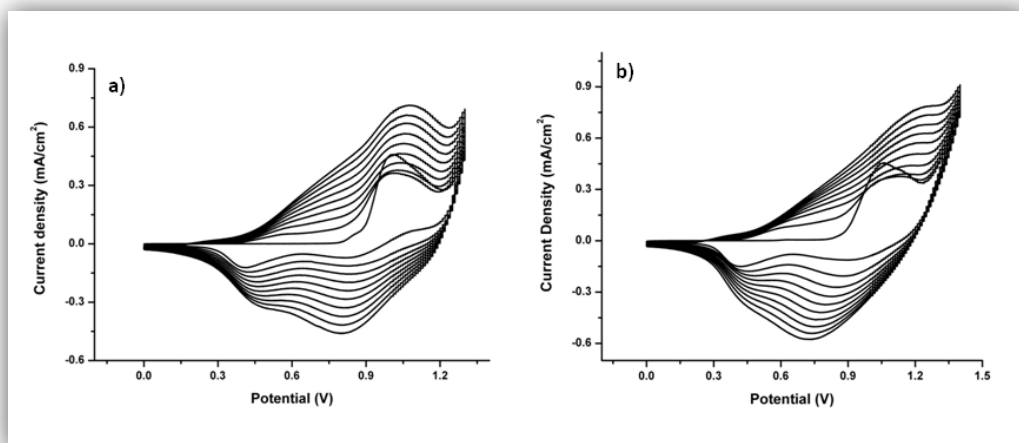 a)
0.9
0.6
0.3
0.0
-0.3
-0.6
Current density (mA/cm²)
0.0 0.3 0.6 0.9 1.2
Potential (V)
b)
0.9
0.6
0.3
0.0
-0.3
-0.6
Current Density (mA/cm²)
0.0 0.3 0.6 0.9 1.2 1.5
Potential (V)